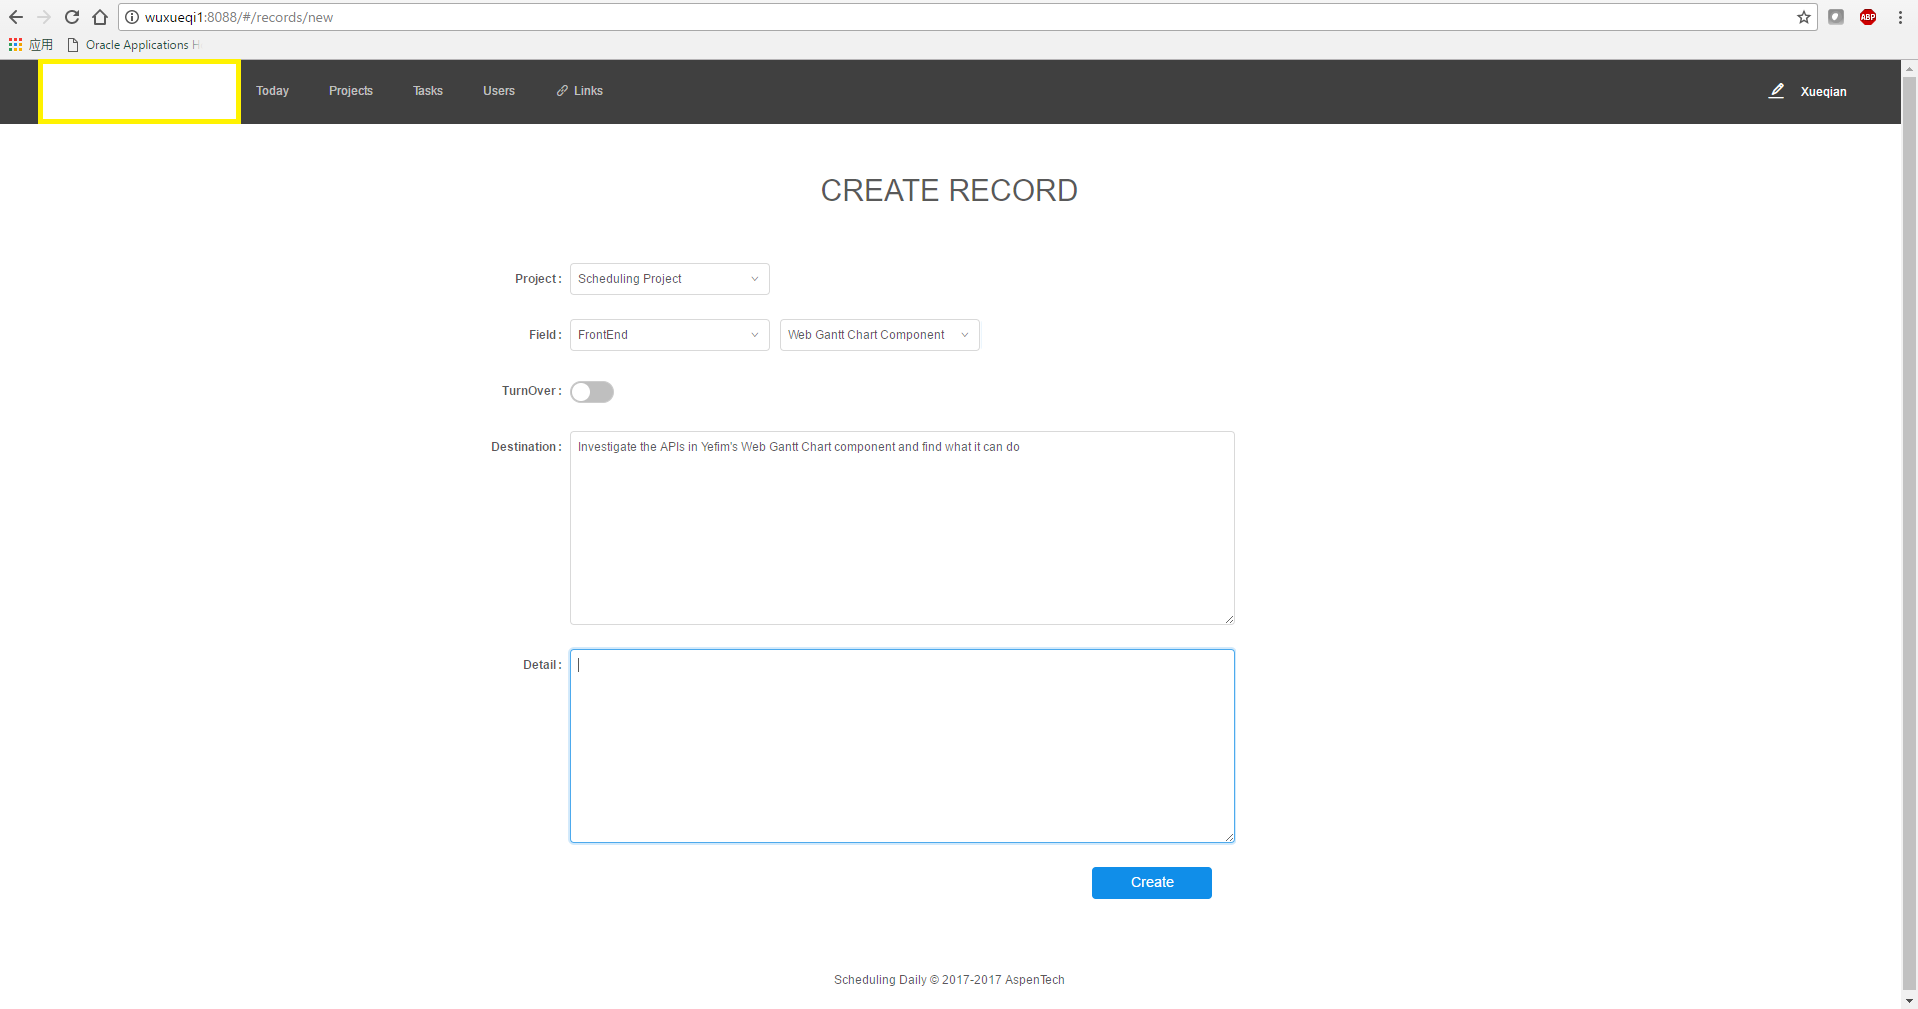 wuxueqi1:8088/#/records/new
ABP
应用 Oracle Applications H
Today Projects Tasks Users Links Xueqian
CREATE RECORD
Project : Scheduling Project
Field : FrontEnd Web Gantt Chart Component
TurnOver :
Destination : Investigate the APIs in Yefim's Web Gantt Chart component and find what it can do
Detail :
Create
Scheduling Daily © 2017-2017 AspenTech